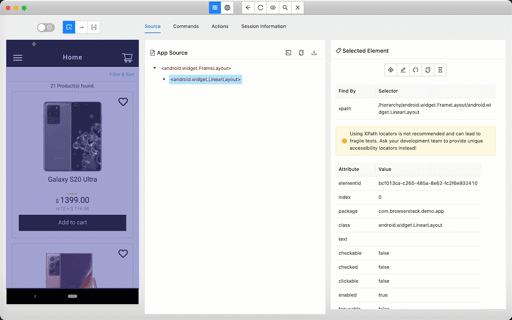 Source Commands Actions Session Information
Home
Filter & Sort
21 Product(s) found.
Galaxy S20 Ultra
$ 1399.00
Add to cart
App Source
<android.widget.FrameLayout>
<android.widget.LinearLayout>
Selected Element
Find By Selector
xpath /hierarchy/android.widget.FrameLayout/android.wid
get.LinearLayout
Using XPath locators is not recommended and can lead to
fragile tests. Ask your development team to provide unique
accessibility locators instead!
Attribute Value
elementId bcf013ca-c265-485a-8e62-fc2f6e933410
index 0
package com.browserstack.demo.app
class android.widget.LinearLayout
text
checkable false
checked false
clickable false
enabled true